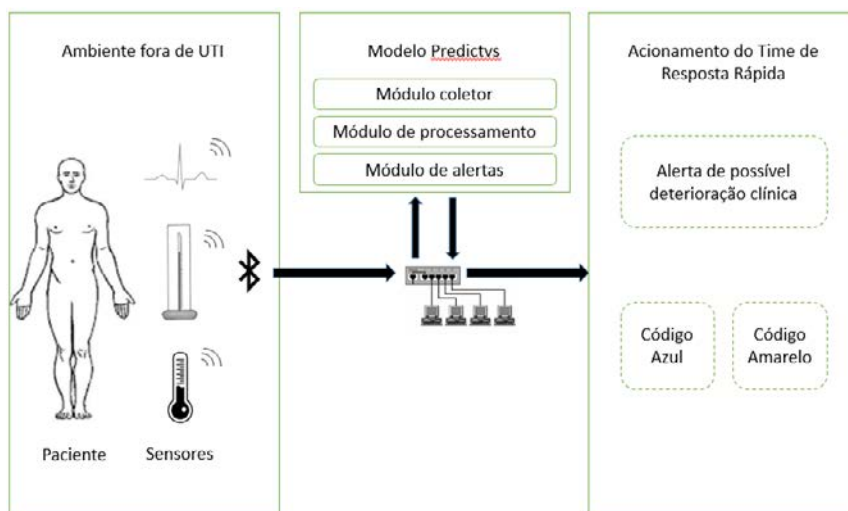 Ambiente fora de UTI
Paciente
Sensores
Modelo Predictvs
Módulo coletor
Módulo de processamento
Módulo de alertas
Acionamento do Time de
Resposta Rápida
Alerta de possível
deterioração clínica
Código
Azul
Código
Amarelo